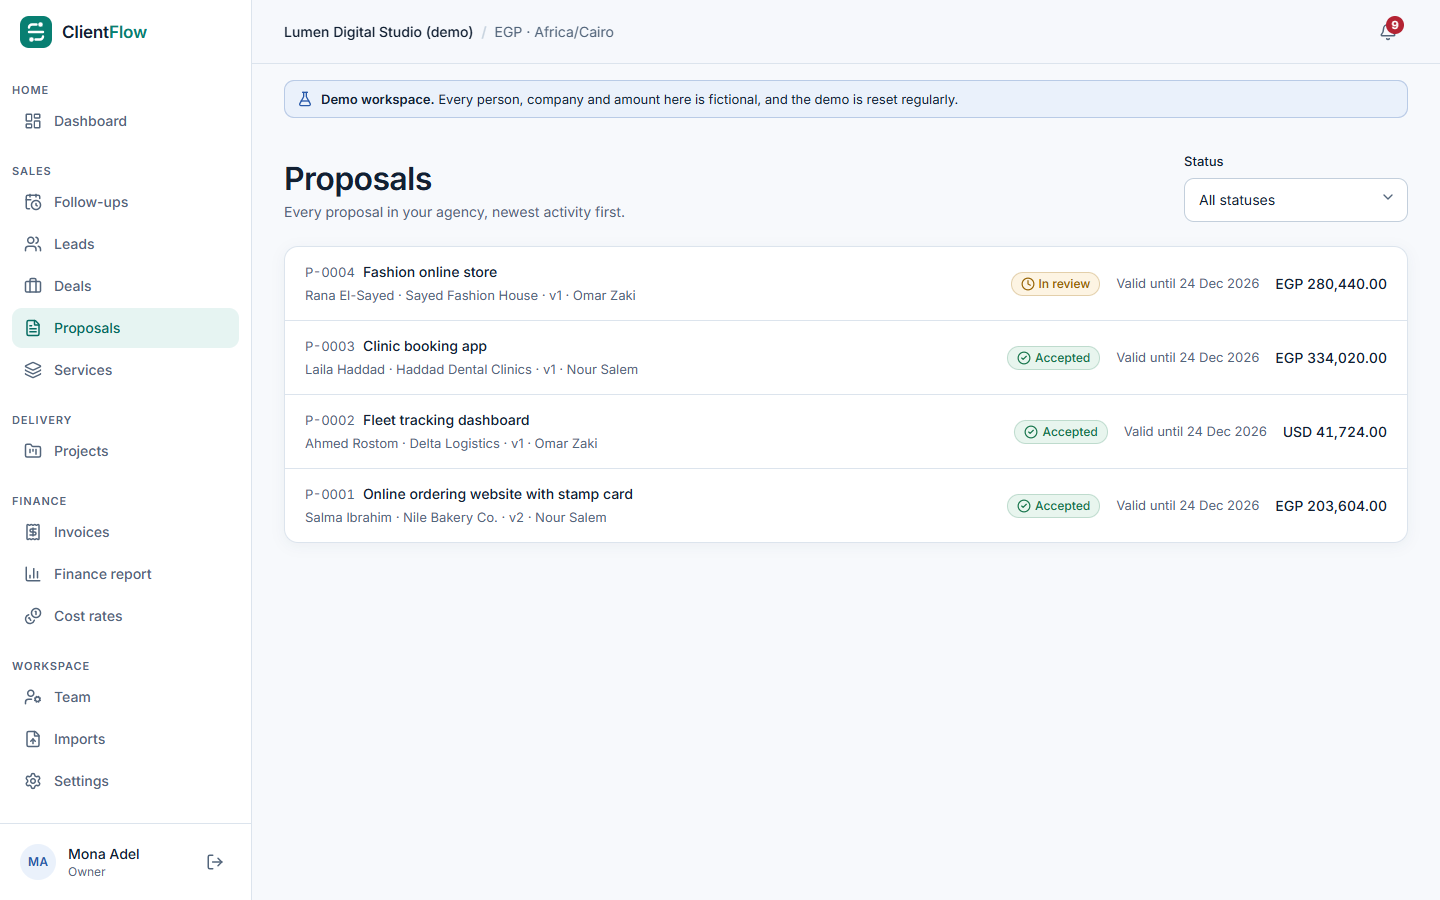 ClientFlow
HOME
Dashboard
SALES
Follow-ups
Leads
Deals
Proposals
Services
DELIVERY
Projects
FINANCE
Invoices
Finance report
Cost rates
WORKSPACE
Team
Imports
Settings
MA
Mona Adel
Owner
Lumen Digital Studio (demo) / EGP · Africa/Cairo
9
Demo workspace. Every person, company and amount here is fictional, and the demo is reset regularly.
Proposals
Every proposal in your agency, newest activity first.
Status
All statuses
P-0004 Fashion online store
Rana El-Sayed · Sayed Fashion House · v1 · Omar Zaki
In review Valid until 24 Dec 2026 EGP 280,440.00
P-0003 Clinic booking app
Laila Haddad · Haddad Dental Clinics · v1 · Nour Salem
Accepted Valid until 24 Dec 2026 EGP 334,020.00
P-0002 Fleet tracking dashboard
Ahmed Rostom · Delta Logistics · v1 · Omar Zaki
Accepted Valid until 24 Dec 2026 USD 41,724.00
P-0001 Online ordering website with stamp card
Salma Ibrahim · Nile Bakery Co. · v2 · Nour Salem
Accepted Valid until 24 Dec 2026 EGP 203,604.00